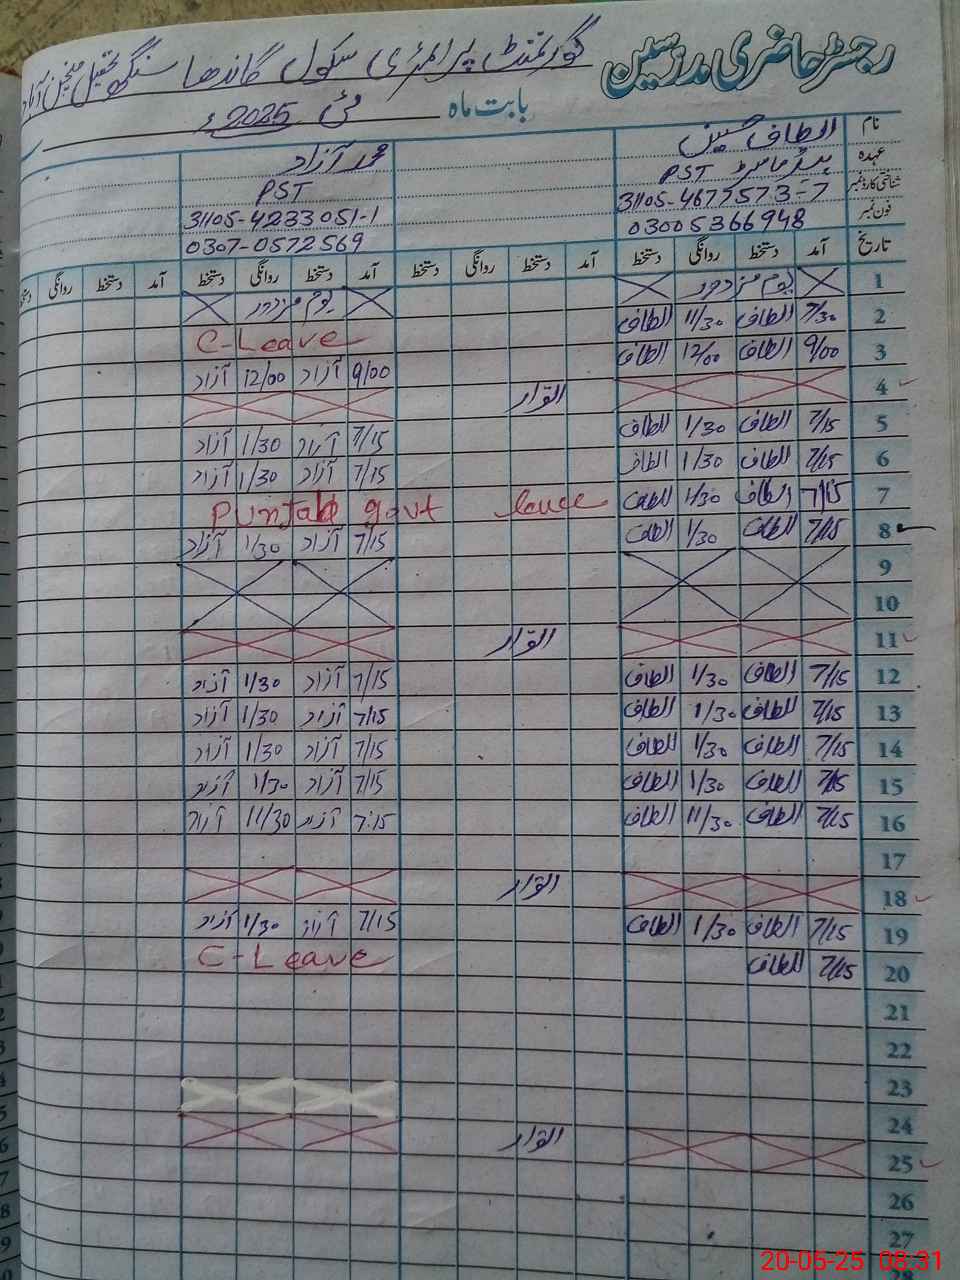 رجسٹر حاضری مدرسین
گورنمنٹ پرائمری سکول گاندھا سنگھ تحصیل منچن آباد
بابت ماہ مئی 2025ء
نام الطاف حسین محمد آزاد
عہدہ ہیڈ ماسٹر PST PST
شناختی کارڈ نمبر 31105-4677573-7 31105-4233051-1
فون نمبر 03005366948 0307-0572569
تاریخ آمد دستخط روانگی دستخط آمد دستخط روانگی دستخط آمد دستخط روانگی دستخط آمد دستخط روانگی
1 یوم مزدور یوم مزدور
2 7/30 الطاف 11/30 الطاف C-Leave
3 9/00 الطاف 12/00 الطاف 9/00 آزاد 12/00 آزاد
4 اتوار
5 7/15 الطاف 1/30 الطاف 7/15 آزاد 1/30 آزاد
6 7/15 الطاف 1/30 الطاف 7/15 آزاد 1/30 آزاد
7 7/15 الطاف 1/30 الطاف Punjab govt leave
8 7/15 الطاف 1/30 الطاف 7/15 آزاد 1/30 آزاد
9
10
11 اتوار
12 7/15 الطاف 1/30 الطاف 7/15 آزاد 1/30 آزاد
13 7/15 الطاف 1/30 الطاف 7/15 آزاد 1/30 آزاد
14 7/15 الطاف 1/30 الطاف 7/15 آزاد 1/30 آزاد
15 7/15 الطاف 1/30 الطاف 7/15 آزاد 1/30 آزاد
16 7/15 الطاف 11/30 الطاف 7:15 آزاد 11/30 آزاد
17
18 اتوار
19 7/15 الطاف 1/30 الطاف 7/15 آزاد 1/30 آزاد
20 7/15 الطاف C-Leave
21
22
23
24
25 اتوار
26
27
28
20-05-25 08:31